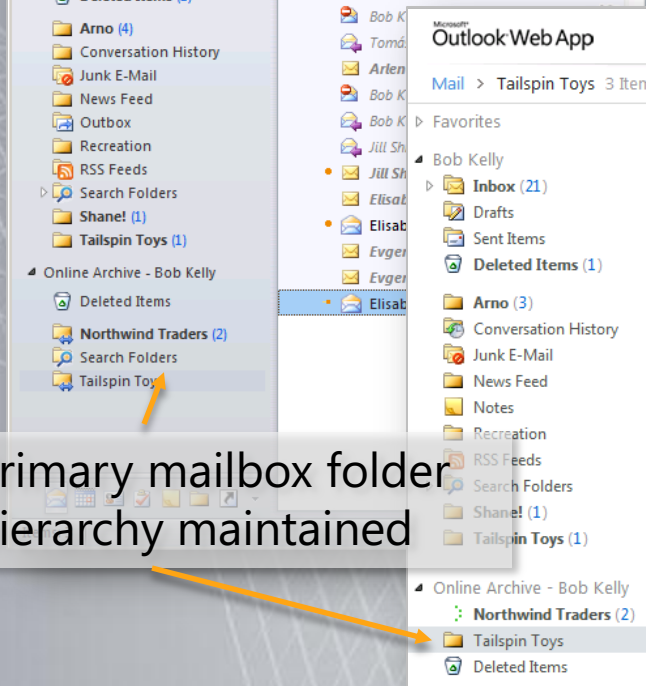 Deleted Items
Arno (4)
Conversation History
Junk E-Mail
News Feed
Outbox
Recreation
RSS Feeds
Search Folders
Shane! (1)
Tailspin Toys (1)
Online Archive - Bob Kelly
Deleted Items
Northwind Traders (2)
Search Folders
Tailspin Toys
Bob K
Tomá
Arlen
Bob K
Bob K
Jill Sh
Jill Sh
Elisab
Elisab
Evger
Evger
Elisab
Microsoft®
Outlook Web App
Mail > Tailspin Toys 3 Item
Favorites
Bob Kelly
Inbox (21)
Drafts
Sent Items
Deleted Items (1)
Arno (3)
Conversation History
Junk E-Mail
News Feed
Notes
Recreation
RSS Feeds
Search Folders
Shane! (1)
Tailspin Toys (1)
Online Archive - Bob Kelly
Northwind Traders (2)
Tailspin Toys
Deleted Items
rimary mailbox folder
ierarchy maintained